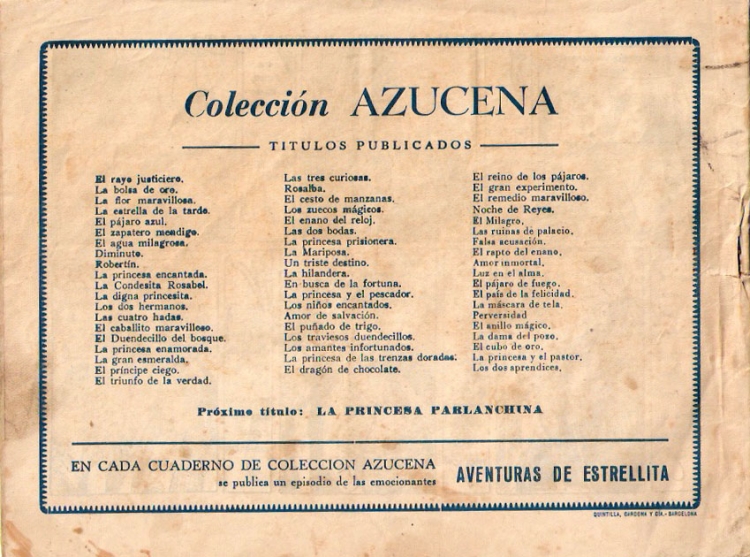 Colección AZUCENA
TITULOS PUBLICADOS
El rayo justiciero.
La bolsa de oro.
La flor maravillosa.
La estrella de la tarde.
El pájaro azul.
El zapatero mendigo.
El agua milagrosa.
Diminuto.
Robertín.
La princesa encantada.
La Condesita Rosabel.
La digna princesita.
Los dos hermanos.
Las cuatro hadas.
El caballito maravilloso.
El Duendecillo del bosque.
La princesa enamorada.
La gran esmeralda.
El príncipe ciego.
El triunfo de la verdad.
Las tres curiosas.
Rosalba.
El cesto de manzanas.
Los zuecos mágicos.
El enano del reloj.
Las dos bodas.
La princesa prisionera.
La Mariposa.
Un triste destino.
La hilandera.
En busca de la fortuna.
La princesa y el pescador.
Los niños encantados.
Amor de salvación.
El puñado de trigo.
Los traviesos duendecillos.
Los amantes infortunados.
La princesa de las trenzas doradas.
El dragón de chocolate.
El reino de los pájaros.
El gran experimento.
El remedio maravilloso.
Noche de Reyes.
El Milagro.
Las ruinas de palacio.
Falsa acusación.
El rapto del enano.
Amor inmortal.
Luz en el alma.
El pájaro de fuego.
El país de la felicidad.
La máscara de tela.
Perversidad
El anillo mágico.
La dama del pozo.
El cubo de oro.
La princesa y el pastor.
Los dos aprendices.
Próximo título: LA PRINCESA PARLANCHINA
EN CADA CUADERNO DE COLECCION AZUCENA
se publica un episodio de las emocionantes
AVENTURAS DE ESTRELLITA
QUINTILLA, CARDONA Y CÍA.- BARCELONA